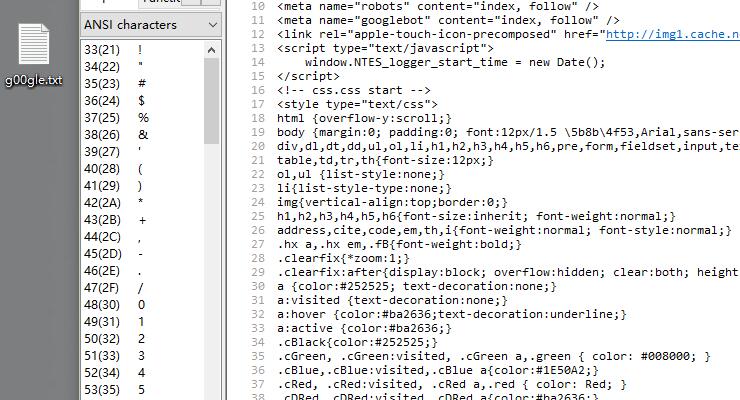 g00gle.txt
ANSI characters
33(21) !
34(22) "
35(23) #
36(24) $
37(25) %
38(26) &
39(27) '
40(28) (
41(29) )
42(2A) *
43(2B) +
44(2C) ,
45(2D) -
46(2E) .
47(2F) /
48(30) 0
49(31) 1
50(32) 2
51(33) 3
52(34) 4
53(35) 5
10 <meta name="robots" content="index, follow" />
11 <meta name="googlebot" content="index, follow" />
12 <link rel="apple-touch-icon-precomposed" href="http://img1.cache.n
13 <script type="text/javascript">
14 window.NTES_logger_start_time = new Date();
15 </script>
16 <!-- css.css start -->
17 <style type="text/css">
18 html {overflow-y:scroll;}
19 body {margin:0; padding:0; font:12px/1.5 \5b8b\4f53,Arial,sans-ser
20 div,dl,dt,dd,ul,ol,li,h1,h2,h3,h4,h5,h6,pre,form,fieldset,input,te
21 table,td,tr,th{font-size:12px;}
22 ol,ul {list-style:none;}
23 li{list-style-type:none;}
24 img{vertical-align:top;border:0;}
25 h1,h2,h3,h4,h5,h6{font-size:inherit; font-weight:normal;}
26 address,cite,code,em,th,i{font-weight:normal; font-style:normal;}
27 .hx a,.hx em,.fB{font-weight:bold;}
28 .clearfix{*zoom:1;}
29 .clearfix:after{display:block; overflow:hidden; clear:both; height
30 a {color:#252525; text-decoration:none;}
31 a:visited {text-decoration:none;}
32 a:hover {color:#ba2636;text-decoration:underline;}
33 a:active {color:#ba2636;}
34 .cBlack{color:#252525;}
35 .cGreen, .cGreen:visited, .cGreen a,.green { color: #008000; }
36 .cBlue,.cBlue:visited,.cBlue a{color:#1E50A2;}
37 .cRed, .cRed:visited, .cRed a,.red { color: Red; }
38 .cDRed, .cDRed:visited, .cDRed a{color:#ba2636;}